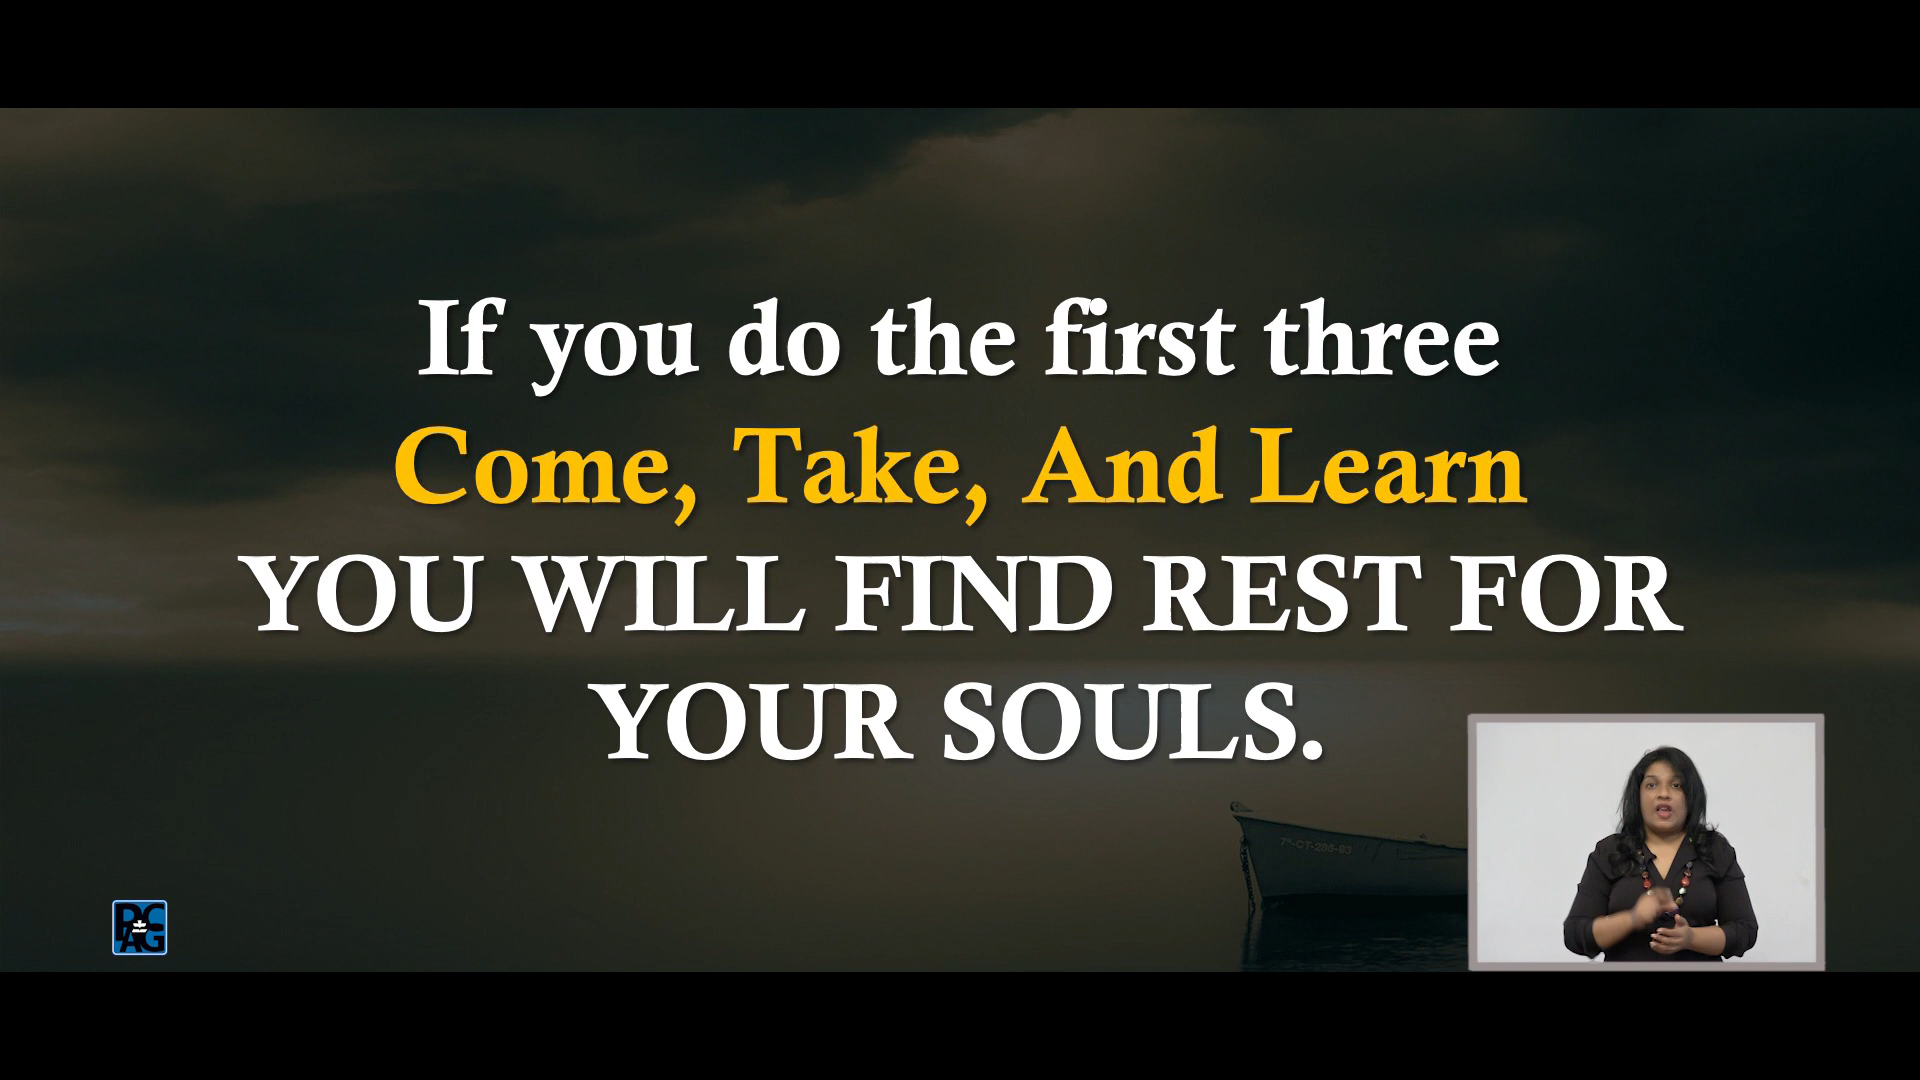 If you do the first three
Come, Take, And Learn
YOU WILL FIND REST FOR
YOUR SOULS.